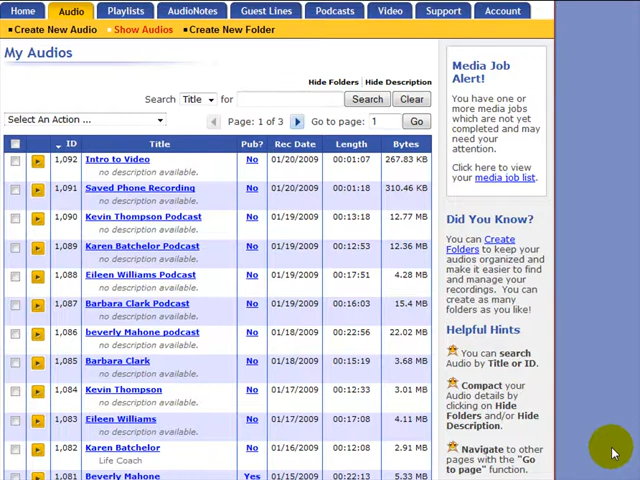 Home Audio Playlists AudioNotes Guest Lines Podcasts Video Support Account
Create New Audio Show Audios Create New Folder
My Audios
Hide Folders Hide Description
Search Title for Search Clear
Select An Action ... Page: 1 of 3 Go to page: 1 Go
ID Title Pub? Rec Date Length Bytes
1,092 Intro to Video No 01/20/2009 00:01:07 267.83 KB
no description available.
1,091 Saved Phone Recording No 01/20/2009 00:01:18 310.46 KB
no description available.
1,090 Kevin Thompson Podcast No 01/19/2009 00:13:18 12.77 MB
no description available.
1,089 Karen Batchelor Podcast No 01/19/2009 00:12:53 12.36 MB
no description available.
1,088 Eileen Williams Podcast No 01/19/2009 00:17:51 4.28 MB
no description available.
1,087 Barbara Clark Podcast No 01/19/2009 00:16:03 15.4 MB
no description available.
1,086 beverly Mahone podcast No 01/18/2009 00:22:56 22.02 MB
no description available.
1,085 Barbara Clark No 01/18/2009 00:15:19 3.68 MB
no description available.
1,084 Kevin Thompson No 01/17/2009 00:12:33 3.01 MB
no description available.
1,083 Eileen Williams No 01/17/2009 00:17:08 4.11 MB
no description available.
1,082 Karen Batchelor No 01/16/2009 00:12:08 2.91 MB
Life Coach
1,081 Beverly Mahone Yes 01/15/2009 00:22:13 5.33 MB
Media Job
Alert!
You have one or
more media jobs
which are not yet
completed and may
need your
attention.
Click here to view
your media job list.
Did You Know?
You can Create
Folders to keep your
audios organized and
make it easier to find
and manage your
recordings. You can
create as many
folders as you like!
Helpful Hints
You can search
Audio by Title or ID.
Compact your
Audio details by
clicking on Hide
Folders and/or Hide
Description.
Navigate to other
pages with the "Go
to page" function.